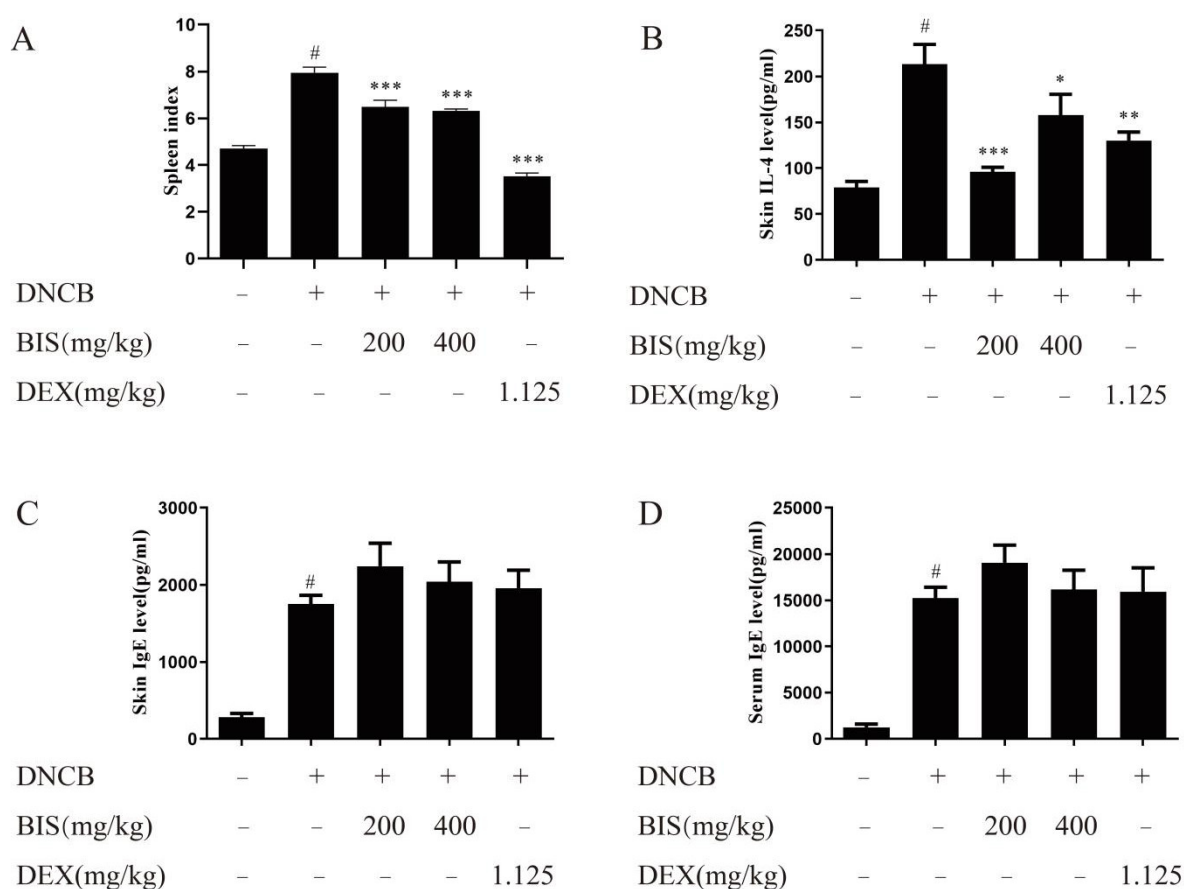 A
Spleen index
10
8
6
4
2
0
#
***
***
***
DNCB – + + + +
BIS(mg/kg) – – 200 400 –
DEX(mg/kg) – – – – 1.125
B
Skin IL-4 level(pg/ml)
250
200
150
100
50
0
#
***
*
**
DNCB – + + + +
BIS(mg/kg) – – 200 400 –
DEX(mg/kg) – – – – 1.125
C
Skin IgE level(pg/ml)
3000
2000
1000
0
#
DNCB – + + + +
BIS(mg/kg) – – 200 400 –
DEX(mg/kg) – – – – 1.125
D
Serum IgE level(pg/ml)
25000
20000
15000
10000
5000
0
#
DNCB – + + + +
BIS(mg/kg) – – 200 400 –
DEX(mg/kg) – – – – 1.125